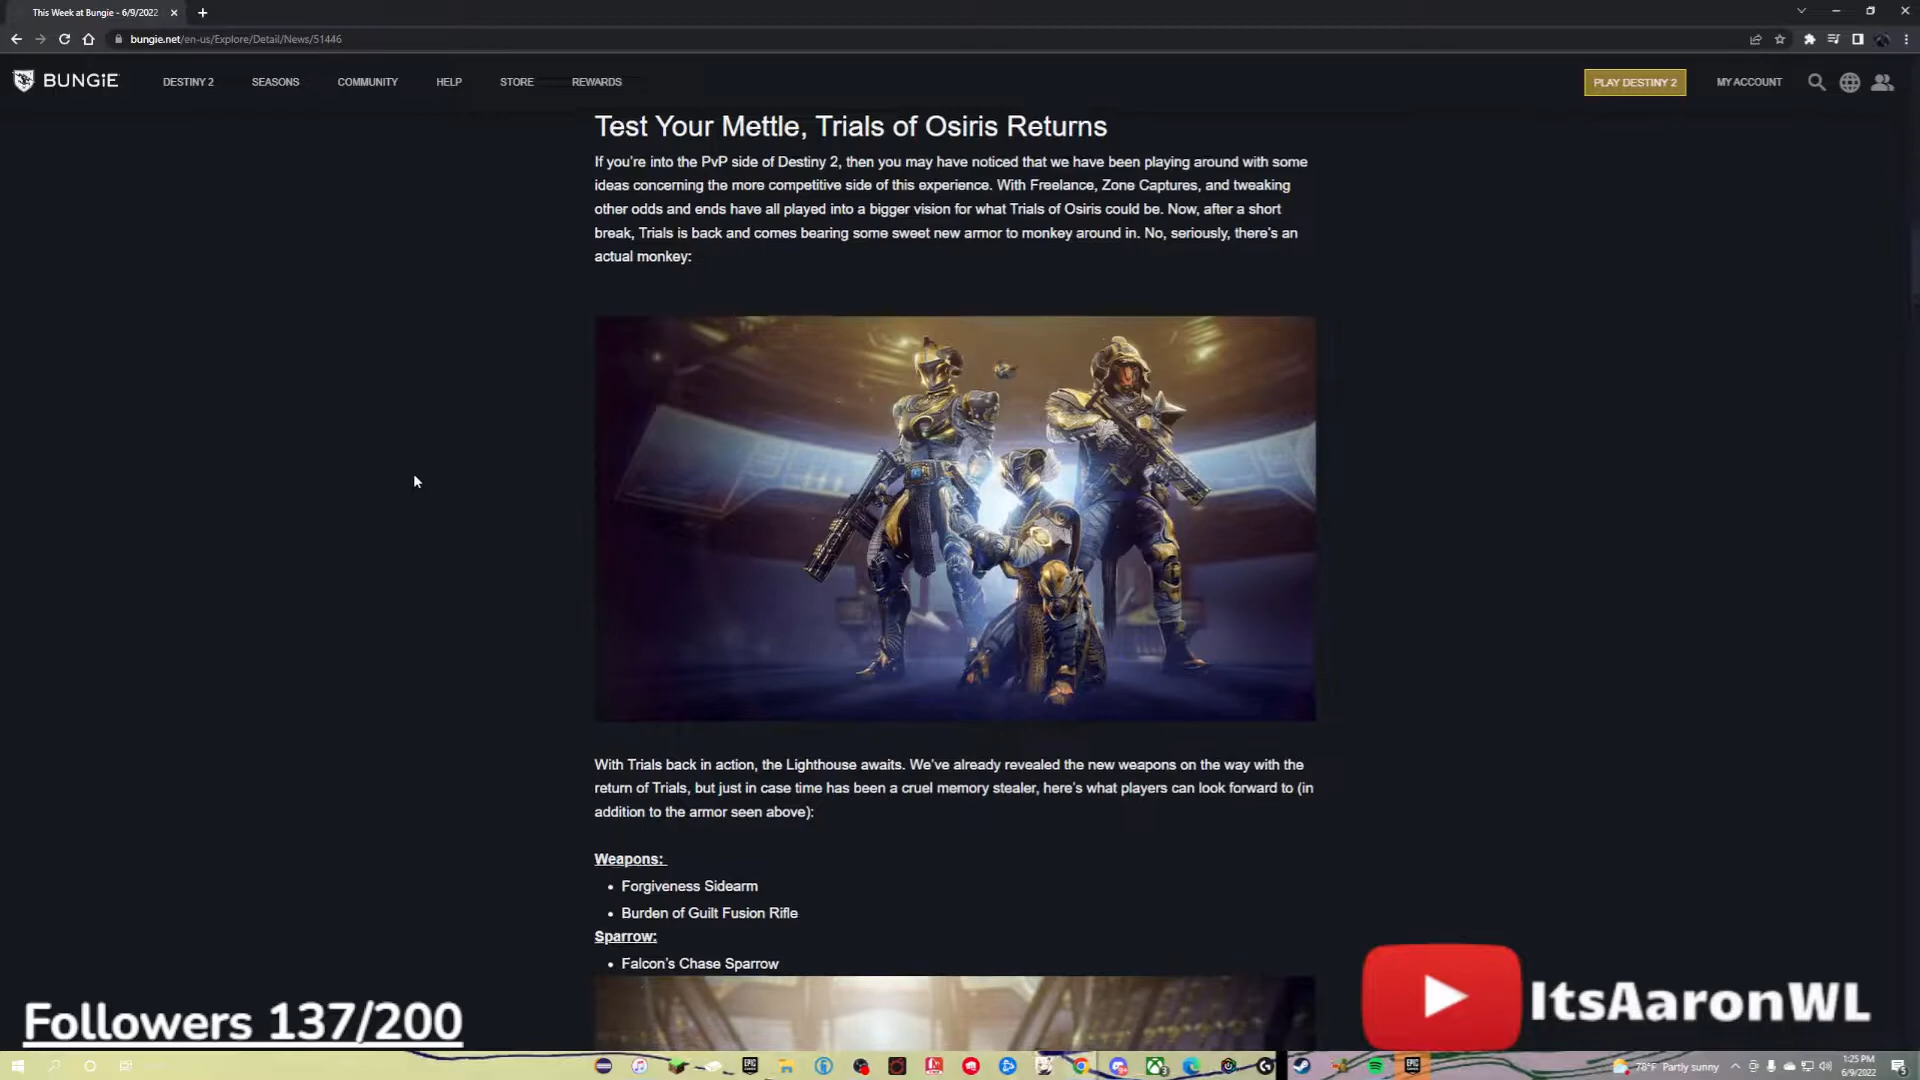 This Week at Bungie - 6/9/2022
bungie.net/en-us/Explore/Detail/News/51446
BUNGiE
DESTINY 2
SEASONS
COMMUNITY
HELP
STORE
REWARDS
PLAY DESTINY 2
MY ACCOUNT
Test Your Mettle, Trials of Osiris Returns
If you're into the PvP side of Destiny 2, then you may have noticed that we have been playing around with some
ideas concerning the more competitive side of this experience. With Freelance, Zone Captures, and tweaking
other odds and ends have all played into a bigger vision for what Trials of Osiris could be. Now, after a short
break, Trials is back and comes bearing some sweet new armor to monkey around in. No, seriously, there's an
actual monkey:
With Trials back in action, the Lighthouse awaits. We've already revealed the new weapons on the way with the
return of Trials, but just in case time has been a cruel memory stealer, here's what players can look forward to (in
addition to the armor seen above):
Weapons:
• Forgiveness Sidearm
• Burden of Guilt Fusion Rifle
Sparrow:
• Falcon's Chase Sparrow
Followers 137/200
ItsAaronWL
78°F Partly sunny
1:25 PM
6/9/2022